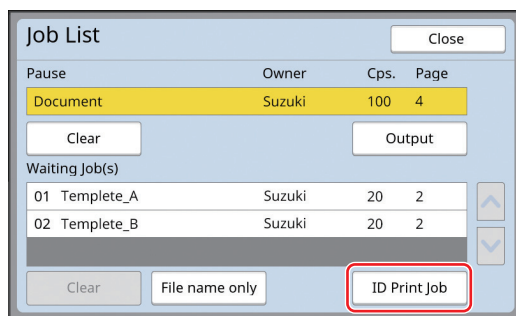 Job List Close
Pause Owner Cps. Page
Document Suzuki 100 4
Clear Output
Waiting Job(s)
01 Templete_A Suzuki 20 2
02 Templete_B Suzuki 20 2
Clear File name only ID Print Job